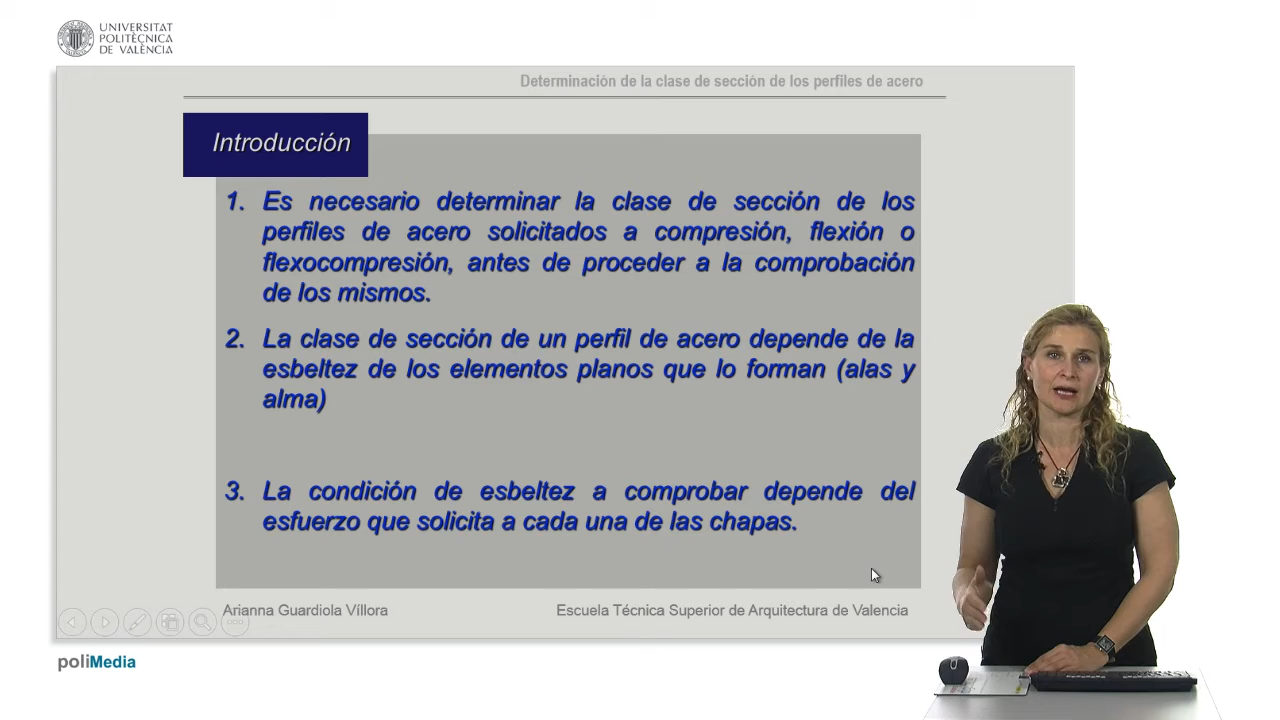 UNIVERSITAT
POLITÈCNICA
DE VALÈNCIA
Determinación de la clase de sección de los perfiles de acero
Introducción
1. Es necesario determinar la clase de sección de los
perfiles de acero solicitados a compresión, flexión o
flexocompresión, antes de proceder a la comprobación
de los mismos.
2. La clase de sección de un perfil de acero depende de la
esbeltez de los elementos planos que lo forman (alas y
alma)
3. La condición de esbeltez a comprobar depende del
esfuerzo que solicita a cada una de las chapas.
Arianna Guardiola Víllora
Escuela Técnica Superior de Arquitectura de Valencia
poliMedia